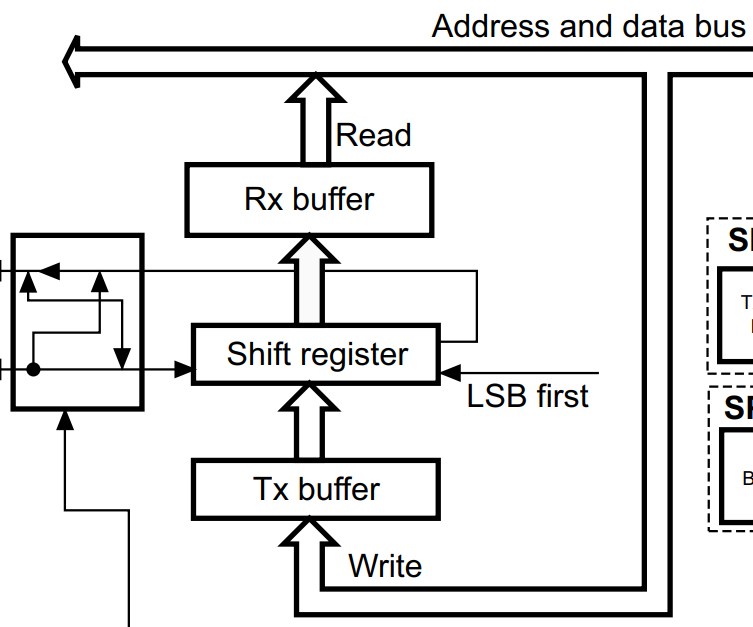 Address and data bus
Read
Rx buffer
Shift register
LSB first
Tx buffer
Write